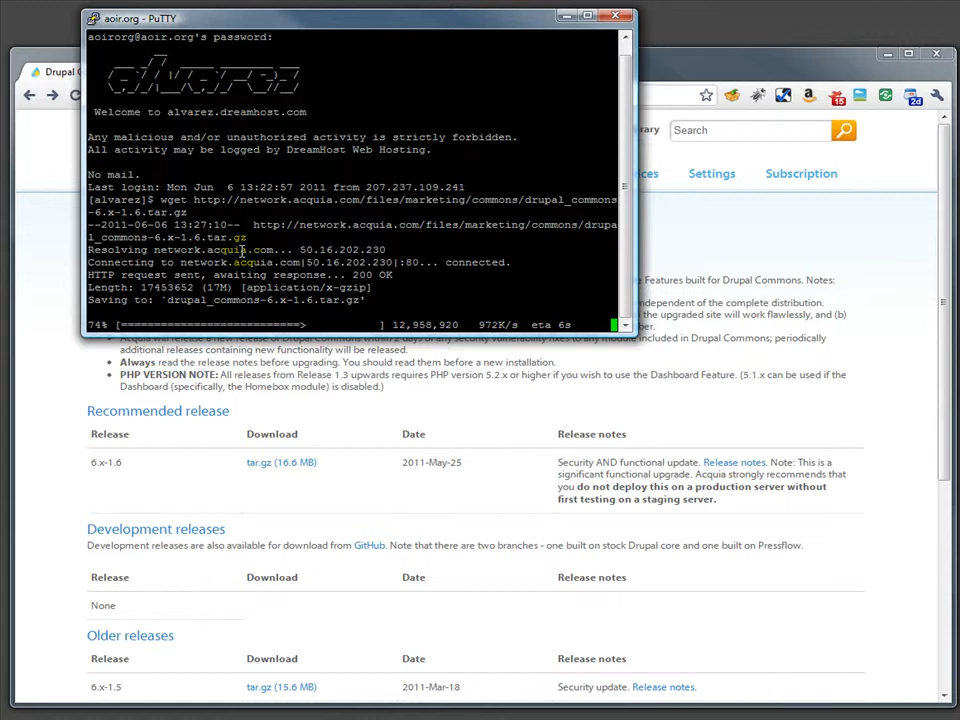 aoir.org - PuTTY
aoirorg@aoir.org's password:
Welcome to alvarez.dreamhost.com
Any malicious and/or unauthorized activity is strictly forbidden.
All activity may be logged by DreamHost Web Hosting.
No mail.
Last login: Mon Jun  6 13:22:57 2011 from 207.237.109.241
[alvarez]$ wget http://network.acquia.com/files/marketing/commons/drupal_commons
-6.x-1.6.tar.gz
--2011-06-06 13:27:10--  http://network.acquia.com/files/marketing/commons/drupa
l_commons-6.x-1.6.tar.gz
Resolving network.acquia.com... 50.16.202.230
Connecting to network.acquia.com|50.16.202.230|:80... connected.
HTTP request sent, awaiting response... 200 OK
Length: 17453652 (17M) [application/x-gzip]
Saving to: `drupal_commons-6.x-1.6.tar.gz'
74% [===========================>           ] 12,958,920   972K/s  eta 6s
Drupal Co
15
2d
rary
Search
ces
Settings
Subscription
Features for Drupal Commons.
nstance of the complete distribution.
the upgraded site will work flawlessly, and (b)
ber.
included in Drupal Commons; periodically
additional releases containing new functionality will be released.
Always read the release notes before upgrading. You should read them before a new installation.
PHP VERSION NOTE: All releases from Release 1.3 upwards requires PHP version 5.2.x or higher if you wish to use the Dashboard Feature. (5.1.x can be used if the
Dashboard (specifically, the Homebox module) is disabled.)
Recommended release
Release Download Date Release notes
6.x-1.6 tar.gz (16.6 MB) 2011-May-25 Security AND functional update. Release notes. Note: This is a
significant functional upgrade. Acquia strongly recommends that
you do not deploy this on a production server without
first testing on a staging server.
Development releases
Development releases are also available for download from GitHub. Note that there are two branches - one built on stock Drupal core and one built on Pressflow.
Release Download Date Release notes
None
Older releases
Release Download Date Release notes
6.x-1.5 tar.gz (15.6 MB) 2011-Mar-18 Security update. Release notes.